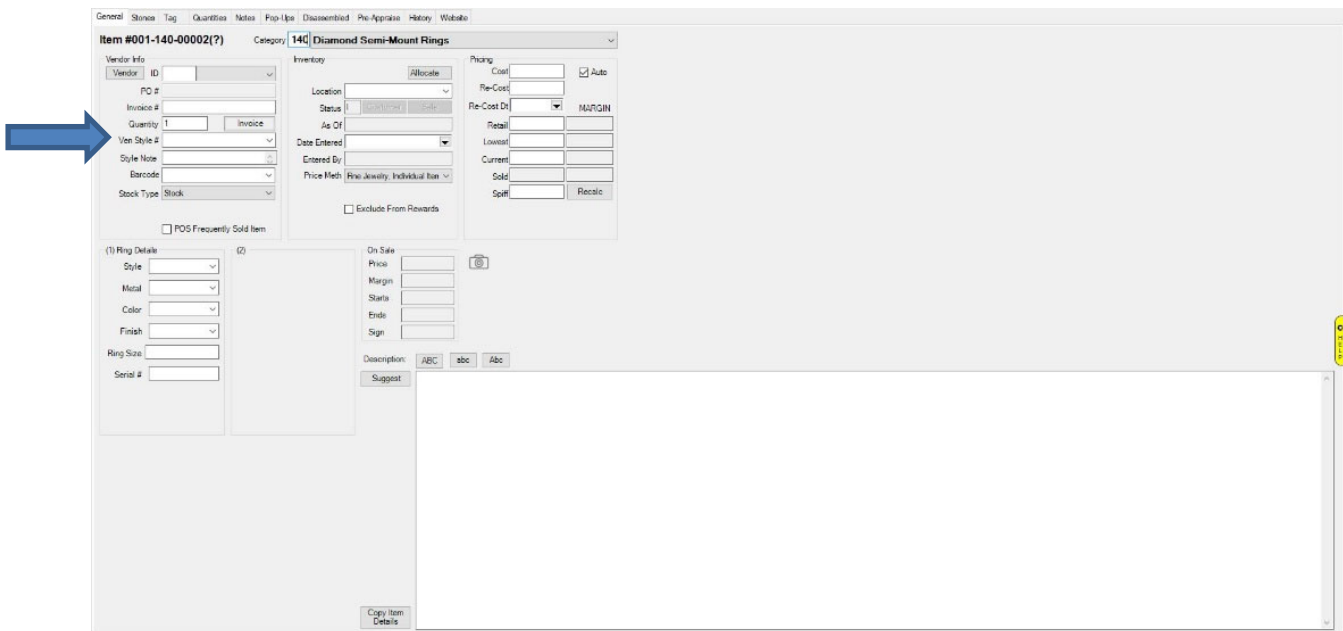 General Stones Tag Quantities Notes Pop-Ups Disassembled Pre-Appraise History Website
Item #001-140-00002(?) Category 140 Diamond Semi-Mount Rings
Vendor Info
Vendor ID
PO #
Invoice #
Quantity 1 Invoice
Ven Style #
Style Note
Barcode
Stock Type Stock
POS Frequently Sold Item
Inventory
Allocate
Location
Status
As Of
Date Entered
Entered By
Price Meth Fine Jewelry, Individual Iten
Exclude From Rewards
Pricing
Cost Auto
Re-Cost
Re-Cost Dt MARGIN
Retail
Lowest
Current
Sold
Spiff Recalc
(1) Ring Details
Style
Metal
Color
Finish
Ring Size
Serial #
(2)
On Sale
Price
Margin
Starts
Ends
Sign
Description: ABC abc Abc
Suggest
Copy Item
Details
HELP